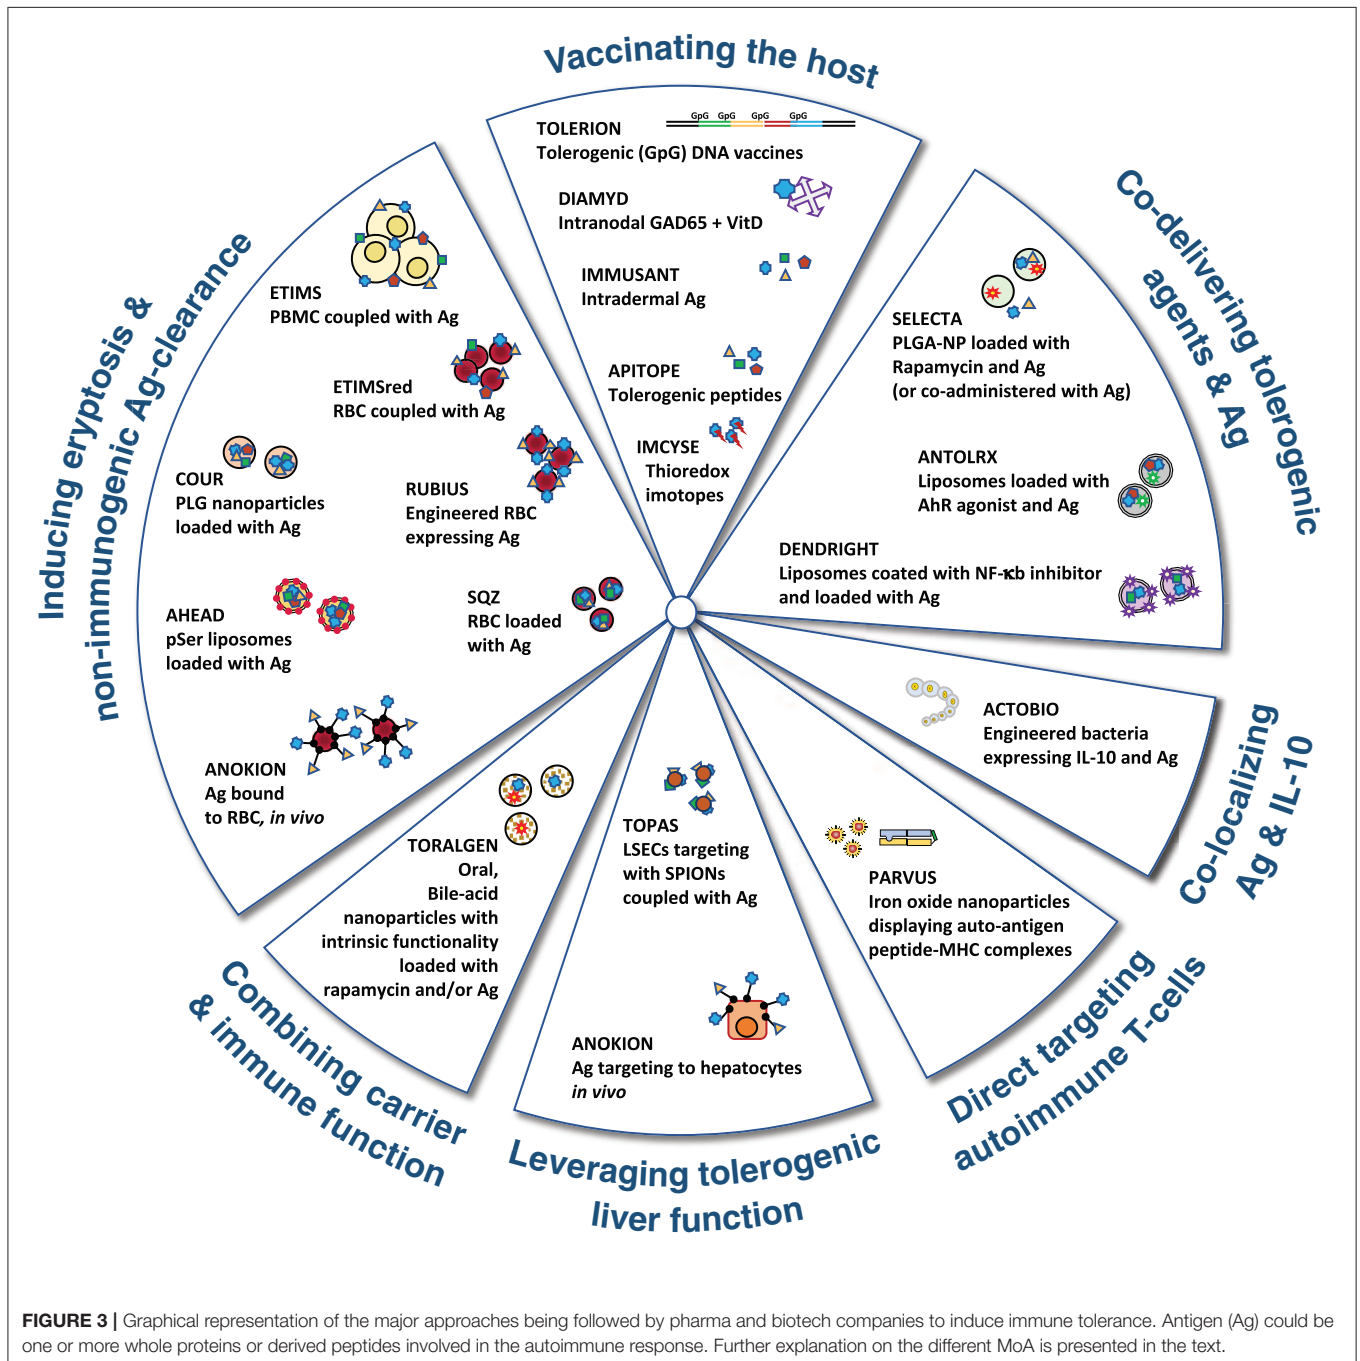 Vaccinating the host
GpG GpG GpG GpG
TOLERION
Tolerogenic (GpG) DNA vaccines
DIAMYD
Intranodal GAD65 + VitD
IMMUSANT
Intradermal Ag
APITOPE
Tolerogenic peptides
IMCYSE
Thioredox
imotopes
Co-delivering tolerogenic
agents & Ag
SELECTA
PLGA-NP loaded with
Rapamycin and Ag
(or co-administered with Ag)
ANTOLRX
Liposomes loaded with
AhR agonist and Ag
DENDRIGHT
Liposomes coated with NF-κb inhibitor
and loaded with Ag
Co-localizing
Ag & IL-10
ACTOBIO
Engineered bacteria
expressing IL-10 and Ag
Direct targeting
autoimmune T-cells
PARVUS
Iron oxide nanoparticles
displaying auto-antigen
peptide-MHC complexes
Leveraging tolerogenic
liver function
TOPAS
LSECs targeting
with SPIONs
coupled with Ag
ANOKION
Ag targeting to hepatocytes
in vivo
Combining carrier
& immune function
TORALGEN
Oral,
Bile-acid
nanoparticles with
intrinsic functionality
loaded with
rapamycin and/or Ag
Inducing eryptosis &
non-immunogenic Ag-clearance
ETIMS
PBMC coupled with Ag
ETIMSred
RBC coupled with Ag
COUR
PLG nanoparticles
loaded with Ag
RUBIUS
Engineered RBC
expressing Ag
AHEAD
pSer liposomes
loaded with Ag
SQZ
RBC loaded
with Ag
ANOKION
Ag bound
to RBC, in vivo
FIGURE 3 | Graphical representation of the major approaches being followed by pharma and biotech companies to induce immune tolerance. Antigen (Ag) could be
one or more whole proteins or derived peptides involved in the autoimmune response. Further explanation on the different MoA is presented in the text.